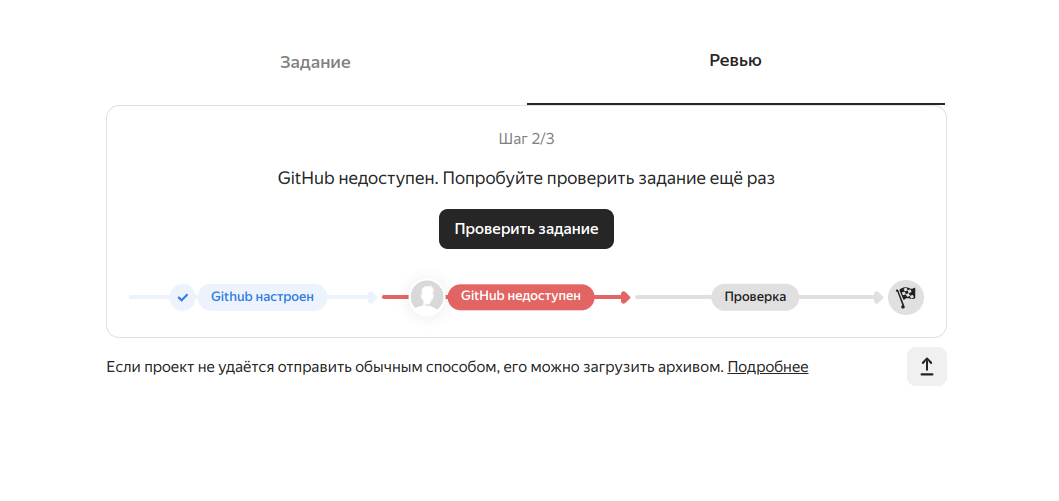 Задание
Ревью
Шаг 2/3
GitHub недоступен. Попробуйте проверить задание ещё раз
Проверить задание
Github настроен
GitHub недоступен
Проверка
Если проект не удаётся отправить обычным способом, его можно загрузить архивом. Подробнее